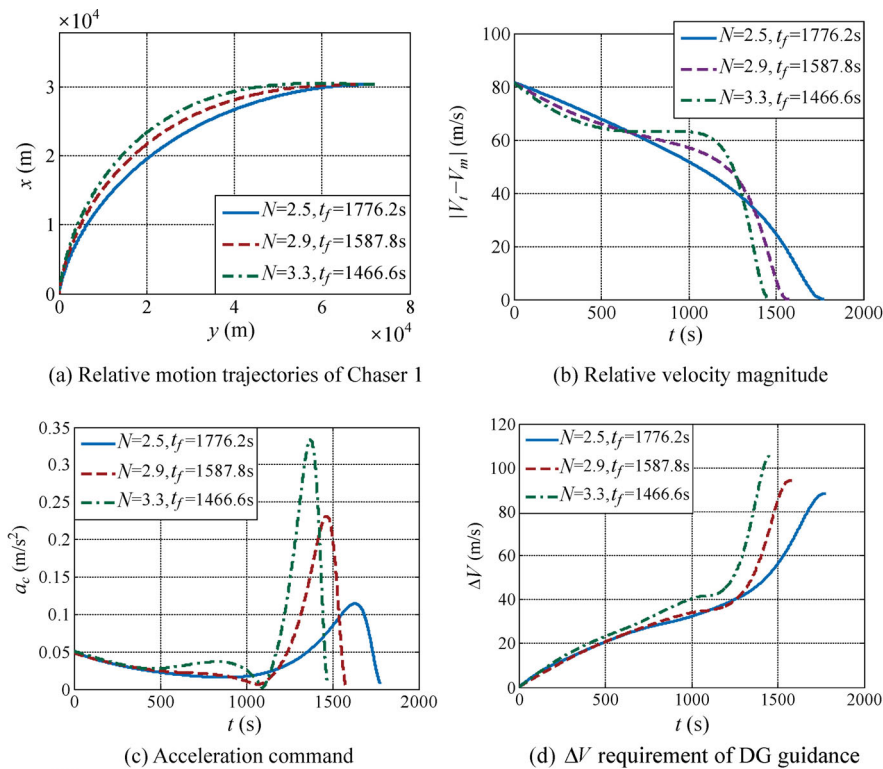 ×10⁴
3
2
1
0
x (m)
0
2
4
6
8
y (m)
×10⁴
N=2.5, t_f=1776.2s
N=2.9, t_f=1587.8s
N=3.3, t_f=1466.6s
(a) Relative motion trajectories of Chaser 1
100
80
60
40
20
0
|V_t−V_m| (m/s)
0
500
1000
1500
2000
t (s)
N=2.5, t_f=1776.2s
N=2.9, t_f=1587.8s
N=3.3, t_f=1466.6s
(b) Relative velocity magnitude
0.35
0.3
0.25
0.2
0.15
0.1
0.05
0
a_c (m/s²)
0
500
1000
1500
2000
t (s)
N=2.5, t_f=1776.2s
N=2.9, t_f=1587.8s
N=3.3, t_f=1466.6s
(c) Acceleration command
120
100
80
60
40
20
0
ΔV (m/s)
0
500
1000
1500
2000
t (s)
N=2.5, t_f=1776.2s
N=2.9, t_f=1587.8s
N=3.3, t_f=1466.6s
(d) ΔV requirement of DG guidance